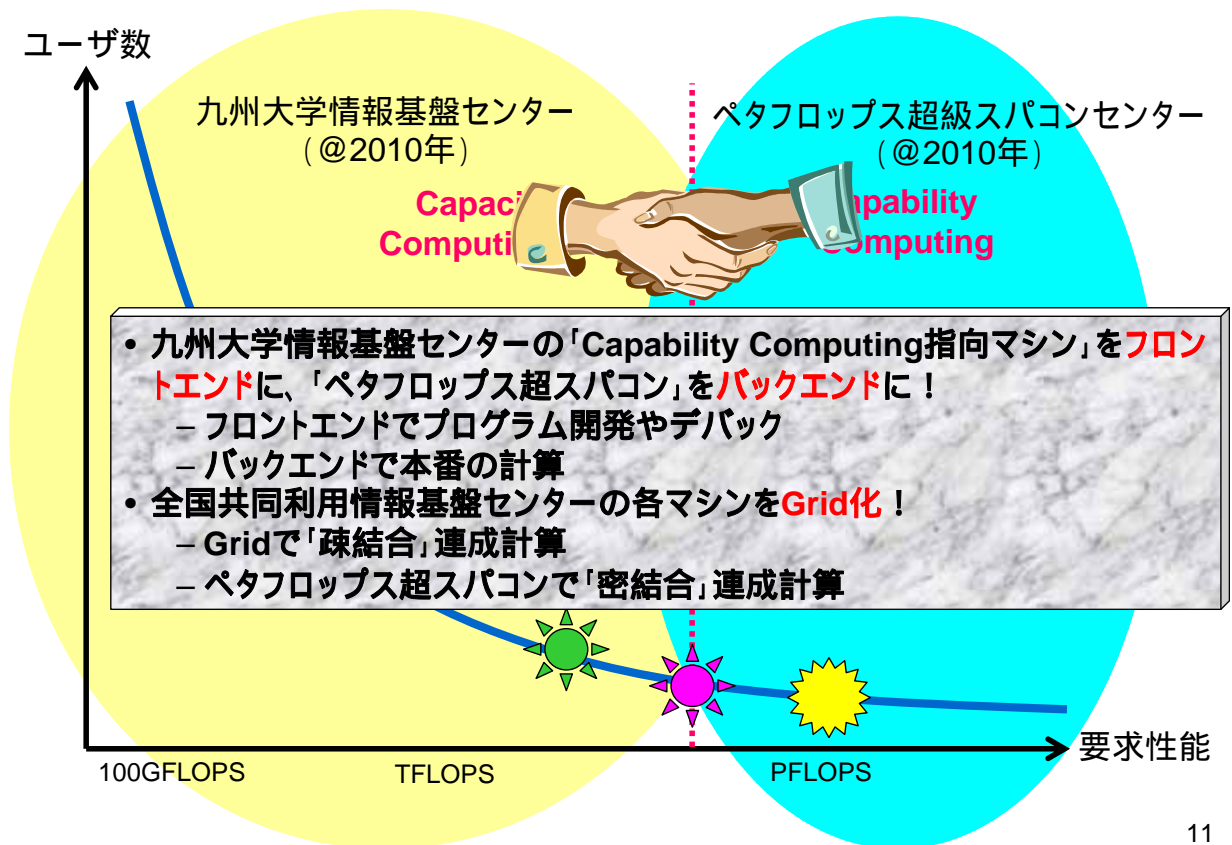 ユーザ数
九州大学情報基盤センター
(@2010年)
ペタフロップス超級スパコンセンター
(@2010年)
Capaci
Computi
apability
omputing
• 九州大学情報基盤センターの「Capability Computing指向マシン」をフロン
トエンドに、「ペタフロップス超スパコン」をバックエンドに！
– フロントエンドでプログラム開発やデバック
– バックエンドで本番の計算
• 全国共同利用情報基盤センターの各マシンをGrid化！
– Gridで「疎結合」連成計算
– ペタフロップス超スパコンで「密結合」連成計算
要求性能
100GFLOPS
TFLOPS
PFLOPS
11